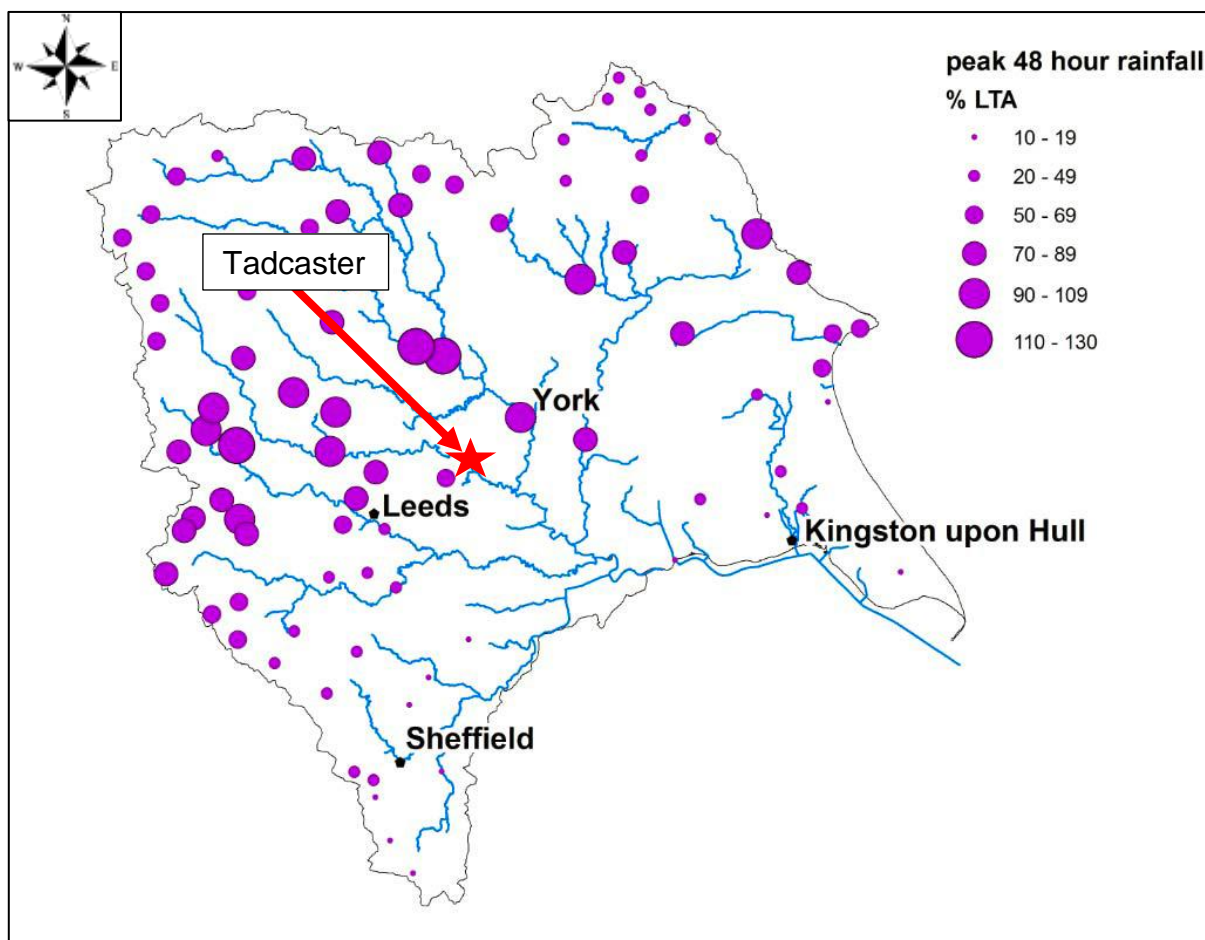 N
W E
S
peak 48 hour rainfall
% LTA
10 - 19
20 - 49
50 - 69
70 - 89
90 - 109
110 - 130
Tadcaster
York
Leeds
Kingston upon Hull
Sheffield